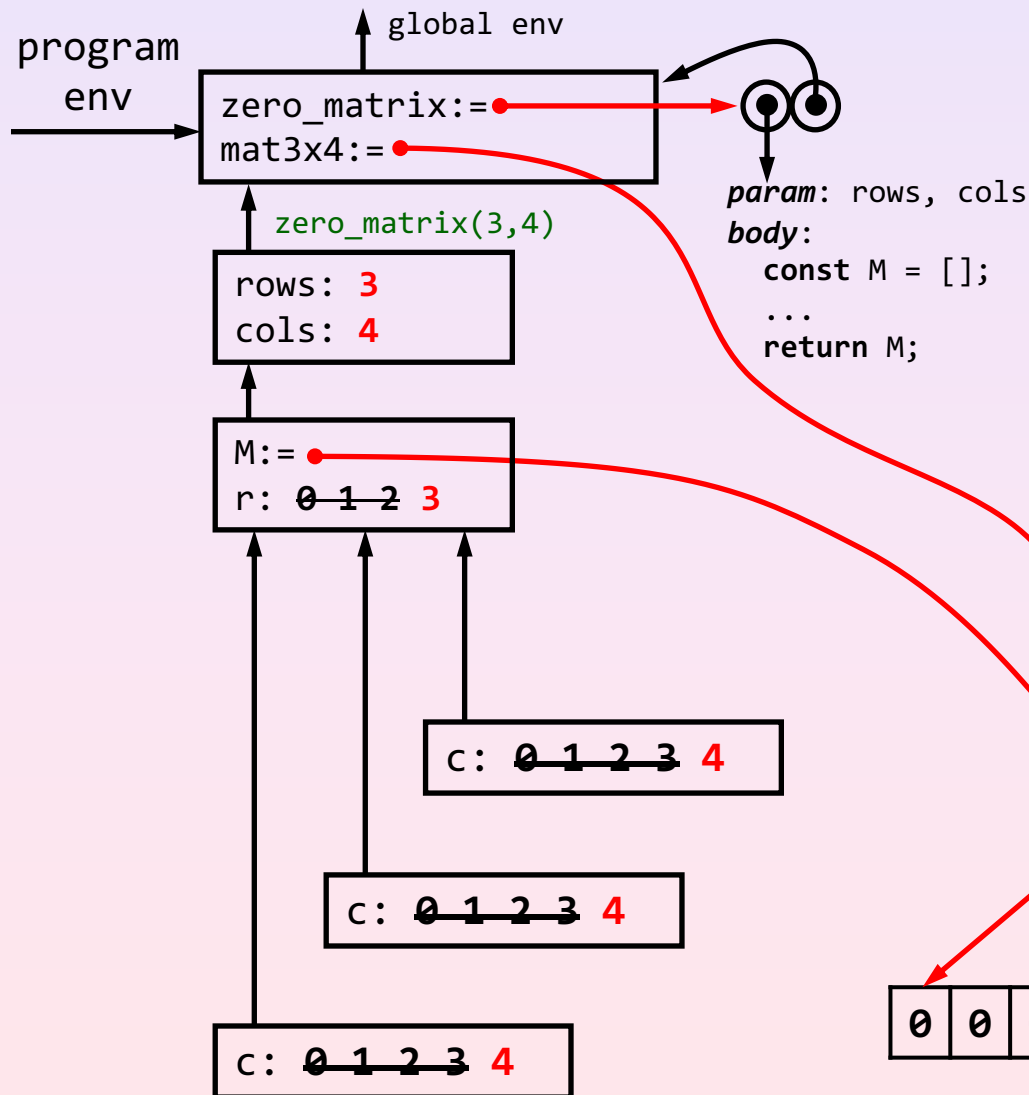 global env
program
env
zero_matrix:=
mat3x4:=
param: rows, cols
body:
const M = [];
...
return M;
zero_matrix(3,4)
rows: 3
cols: 4
M:=
r: 0 1 2 3
c: 0 1 2 3 4
c: 0 1 2 3 4
0 0
c: 0 1 2 3 4